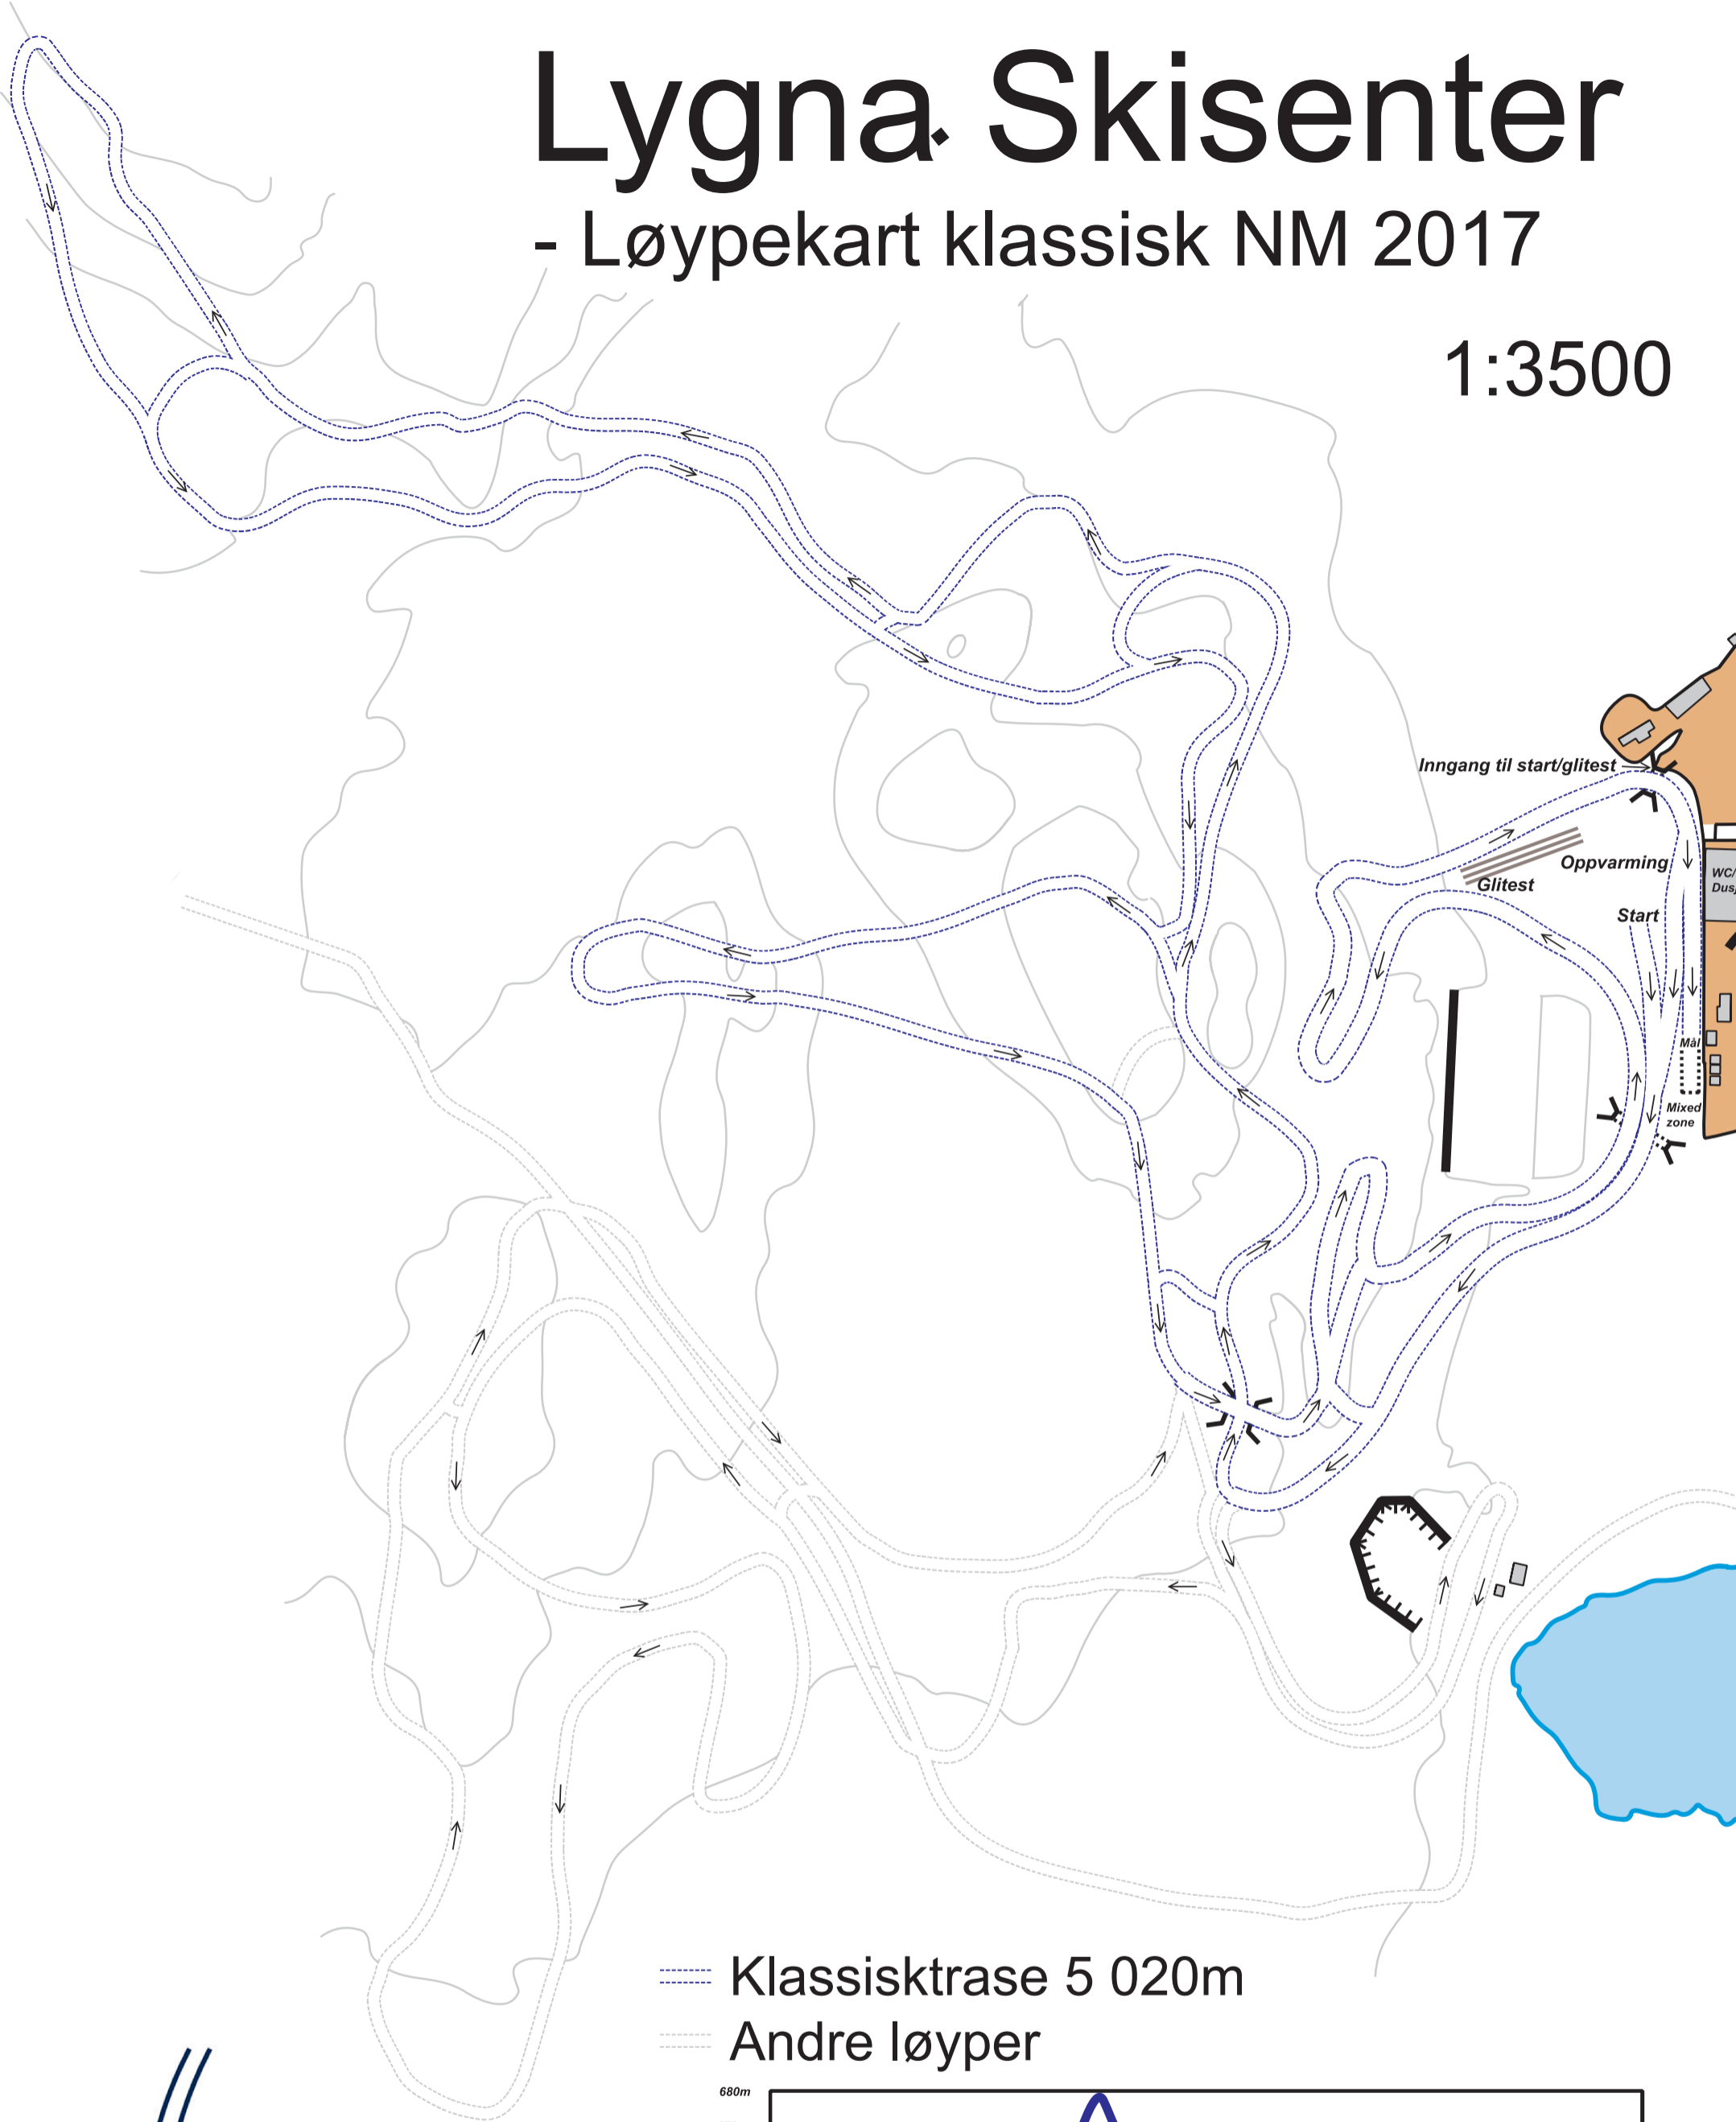 Lygna Skisenter
- Løypekart klassisk NM 2017
1:3500
Inngang til start/glitest
Oppvarming
Glitest
WC/
Start
Mål
Mixed
zone
Klassisktrase 5 020m
Andre løyper
680m